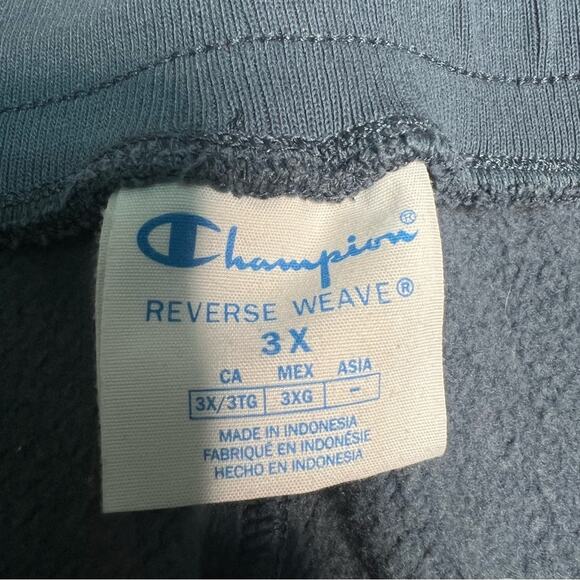 Champion®
REVERSE WEAVE®
3X
CA MEX ASIA
3X/3TG 3XG –
MADE IN INDONESIA
FABRIQUÉ EN INDONÉSIE
HECHO EN INDONESIA